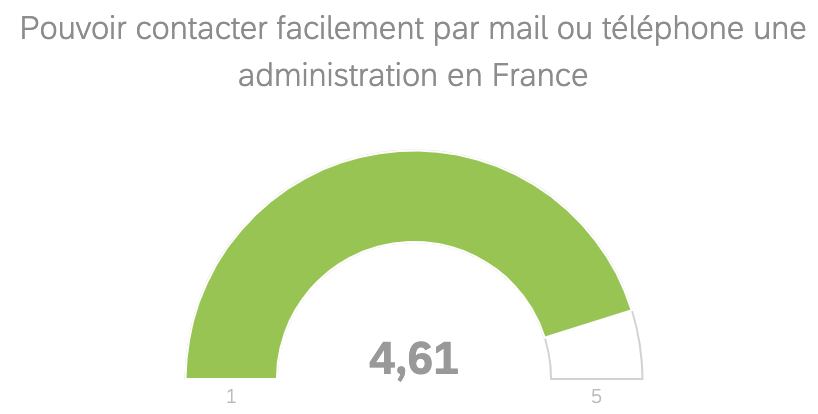 Pouvoir contacter facilement par mail ou téléphone une
administration en France
4,61
1
5